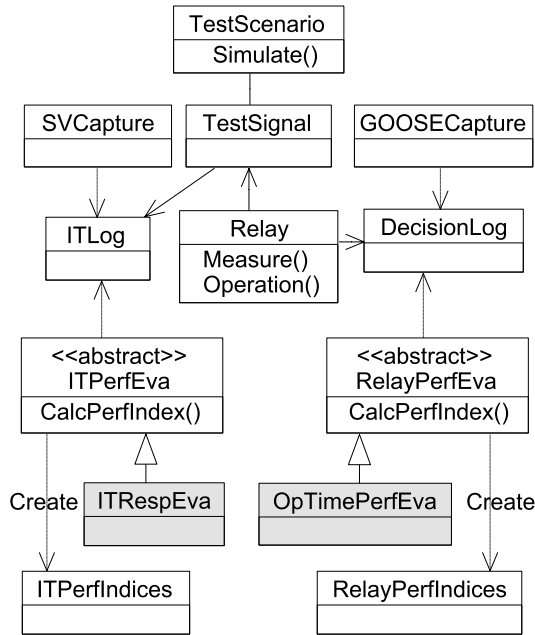 TestScenario
Simulate()
SVCapture
TestSignal
GOOSECapture
ITLog
Relay
Measure()
Operation()
DecisionLog
<<abstract>>
ITPerfEva
CalcPerfIndex()
<<abstract>>
RelayPerfEva
CalcPerfIndex()
Create
ITRespEva
OpTimePerfEva
Create
ITPerfIndices
RelayPerfIndices